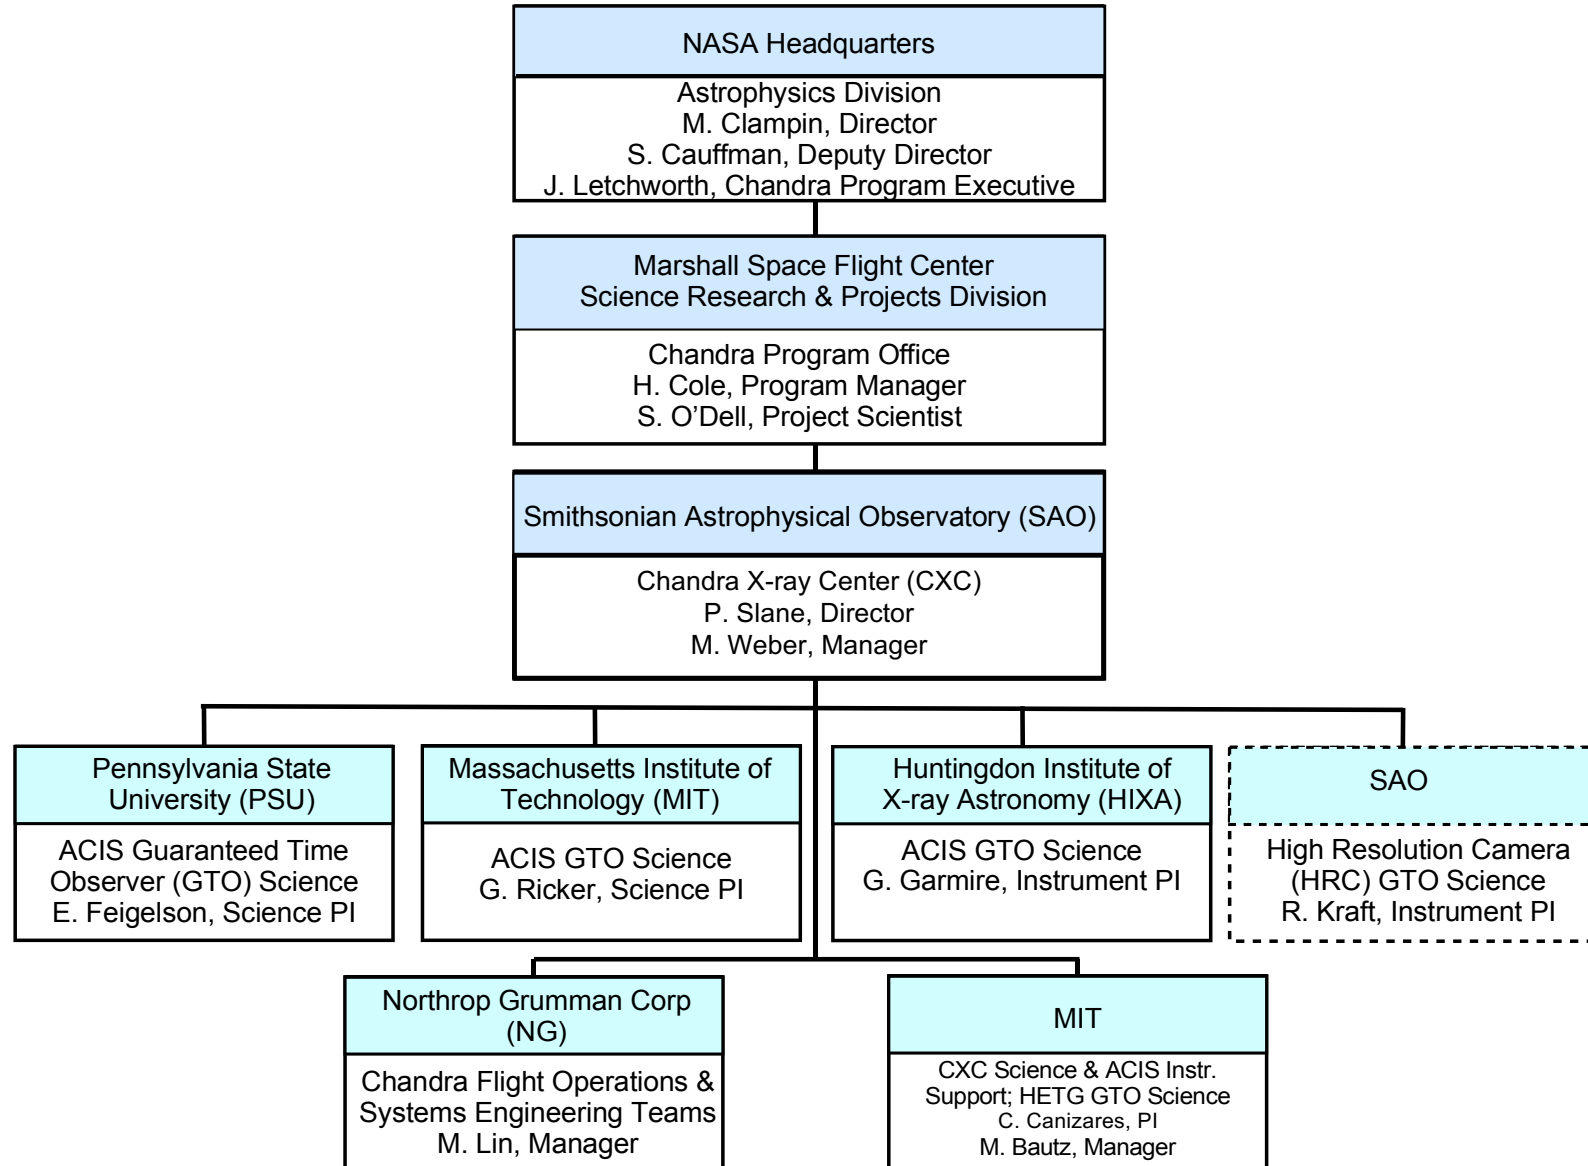 NASA Headquarters
Astrophysics Division
M. Clampin, Director
S. Cauffman, Deputy Director
J. Letchworth, Chandra Program Executive
Marshall Space Flight Center
Science Research & Projects Division
Chandra Program Office
H. Cole, Program Manager
S. O’Dell, Project Scientist
Smithsonian Astrophysical Observatory (SAO)
Chandra X-ray Center (CXC)
P. Slane, Director
M. Weber, Manager
Pennsylvania State
University (PSU)
ACIS Guaranteed Time
Observer (GTO) Science
E. Feigelson, Science PI
Massachusetts Institute of
Technology (MIT)
ACIS GTO Science
G. Ricker, Science PI
Huntingdon Institute of
X-ray Astronomy (HIXA)
ACIS GTO Science
G. Garmire, Instrument PI
SAO
High Resolution Camera
(HRC) GTO Science
R. Kraft, Instrument PI
Northrop Grumman Corp
(NG)
Chandra Flight Operations &
Systems Engineering Teams
M. Lin, Manager
MIT
CXC Science & ACIS Instr.
Support; HETG GTO Science
C. Canizares, PI
M. Bautz, Manager